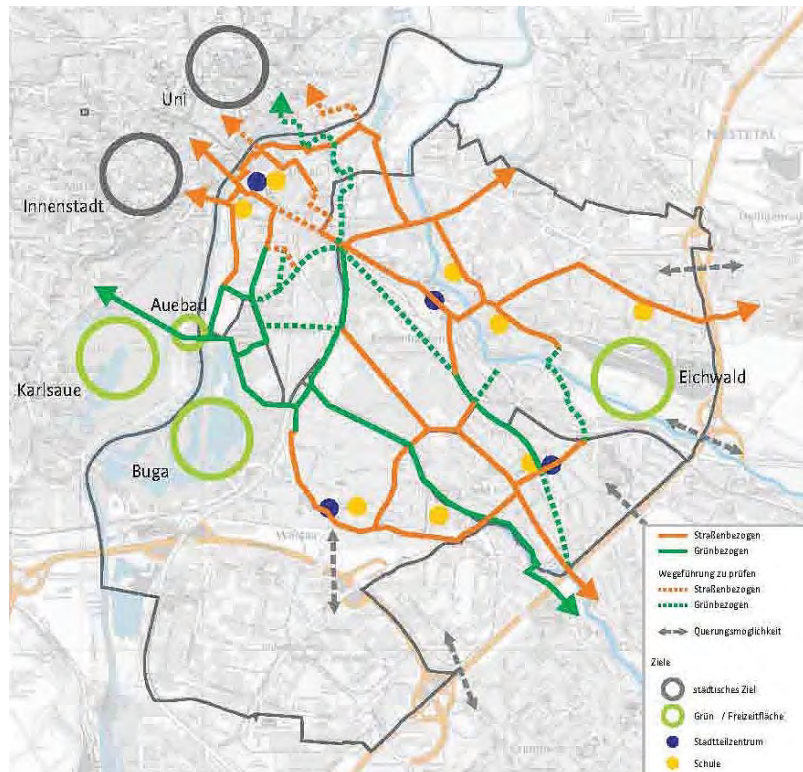 Uni
NIESTETAL
Innenstadt
Auebad
Karlsaue
Eichwald
Buga
Straßenbezogen
Grünbezogen
Wegeführung zu prüfen
Straßenbezogen
Grünbezogen
Querungsmöglichkeit
Ziele
städtisches Ziel
Grün / Freizeitfläche
Stadtteilzentrum
Schule